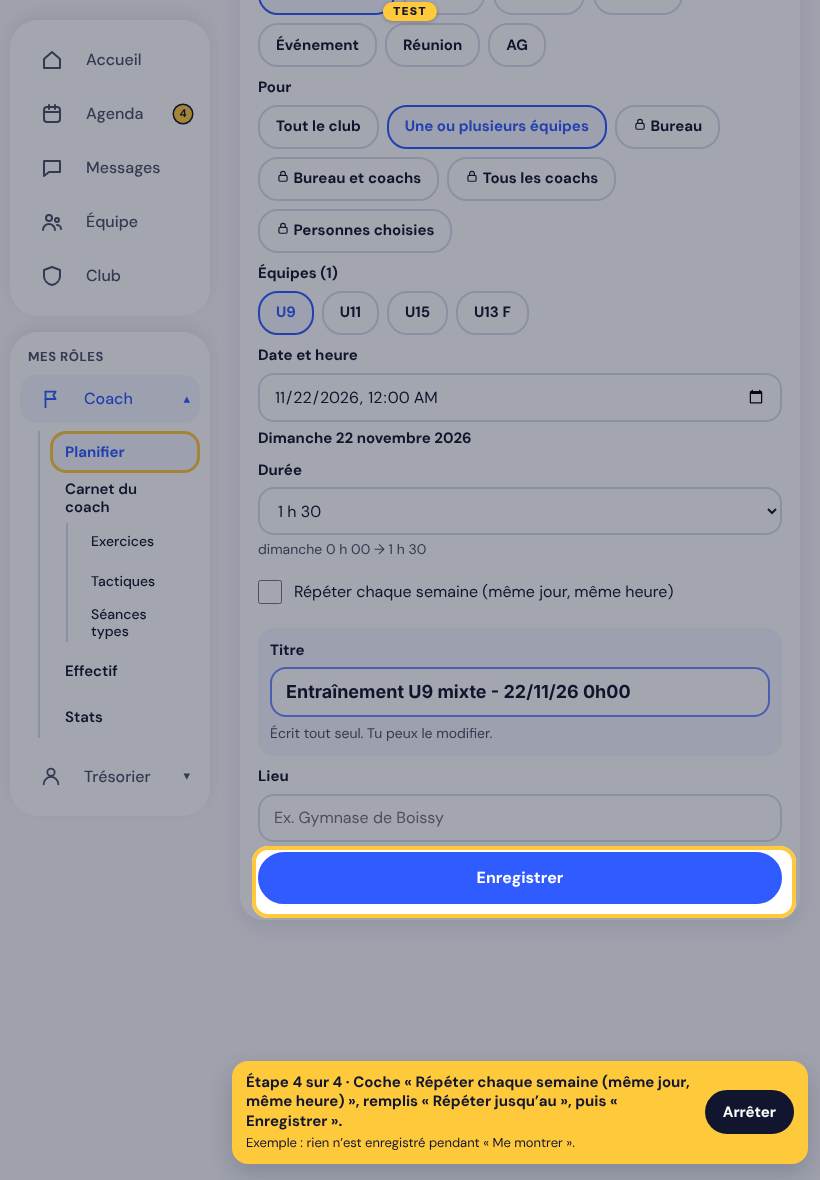 TEST
Accueil
Agenda
4
Messages
Équipe
Club
MES RÔLES
Coach
Planifier
Carnet du
coach
Exercices
Tactiques
Séances
types
Effectif
Stats
Trésorier
Événement
Réunion
AG
Pour
Tout le club
Une ou plusieurs équipes
Bureau
Bureau et coachs
Tous les coachs
Personnes choisies
Équipes (1)
U9
U11
U15
U13 F
Date et heure
11/22/2026, 12:00 AM
Dimanche 22 novembre 2026
Durée
1 h 30
dimanche 0 h 00 → 1 h 30
Répéter chaque semaine (même jour, même heure)
Titre
Entraînement U9 mixte - 22/11/26 0h00
Écrit tout seul. Tu peux le modifier.
Lieu
Ex. Gymnase de Boissy
Enregistrer
Étape 4 sur 4 · Coche « Répéter chaque semaine (même jour,
même heure) », remplis « Répéter jusqu’au », puis «
Enregistrer ».
Exemple : rien n’est enregistré pendant « Me montrer ».
Arrêter